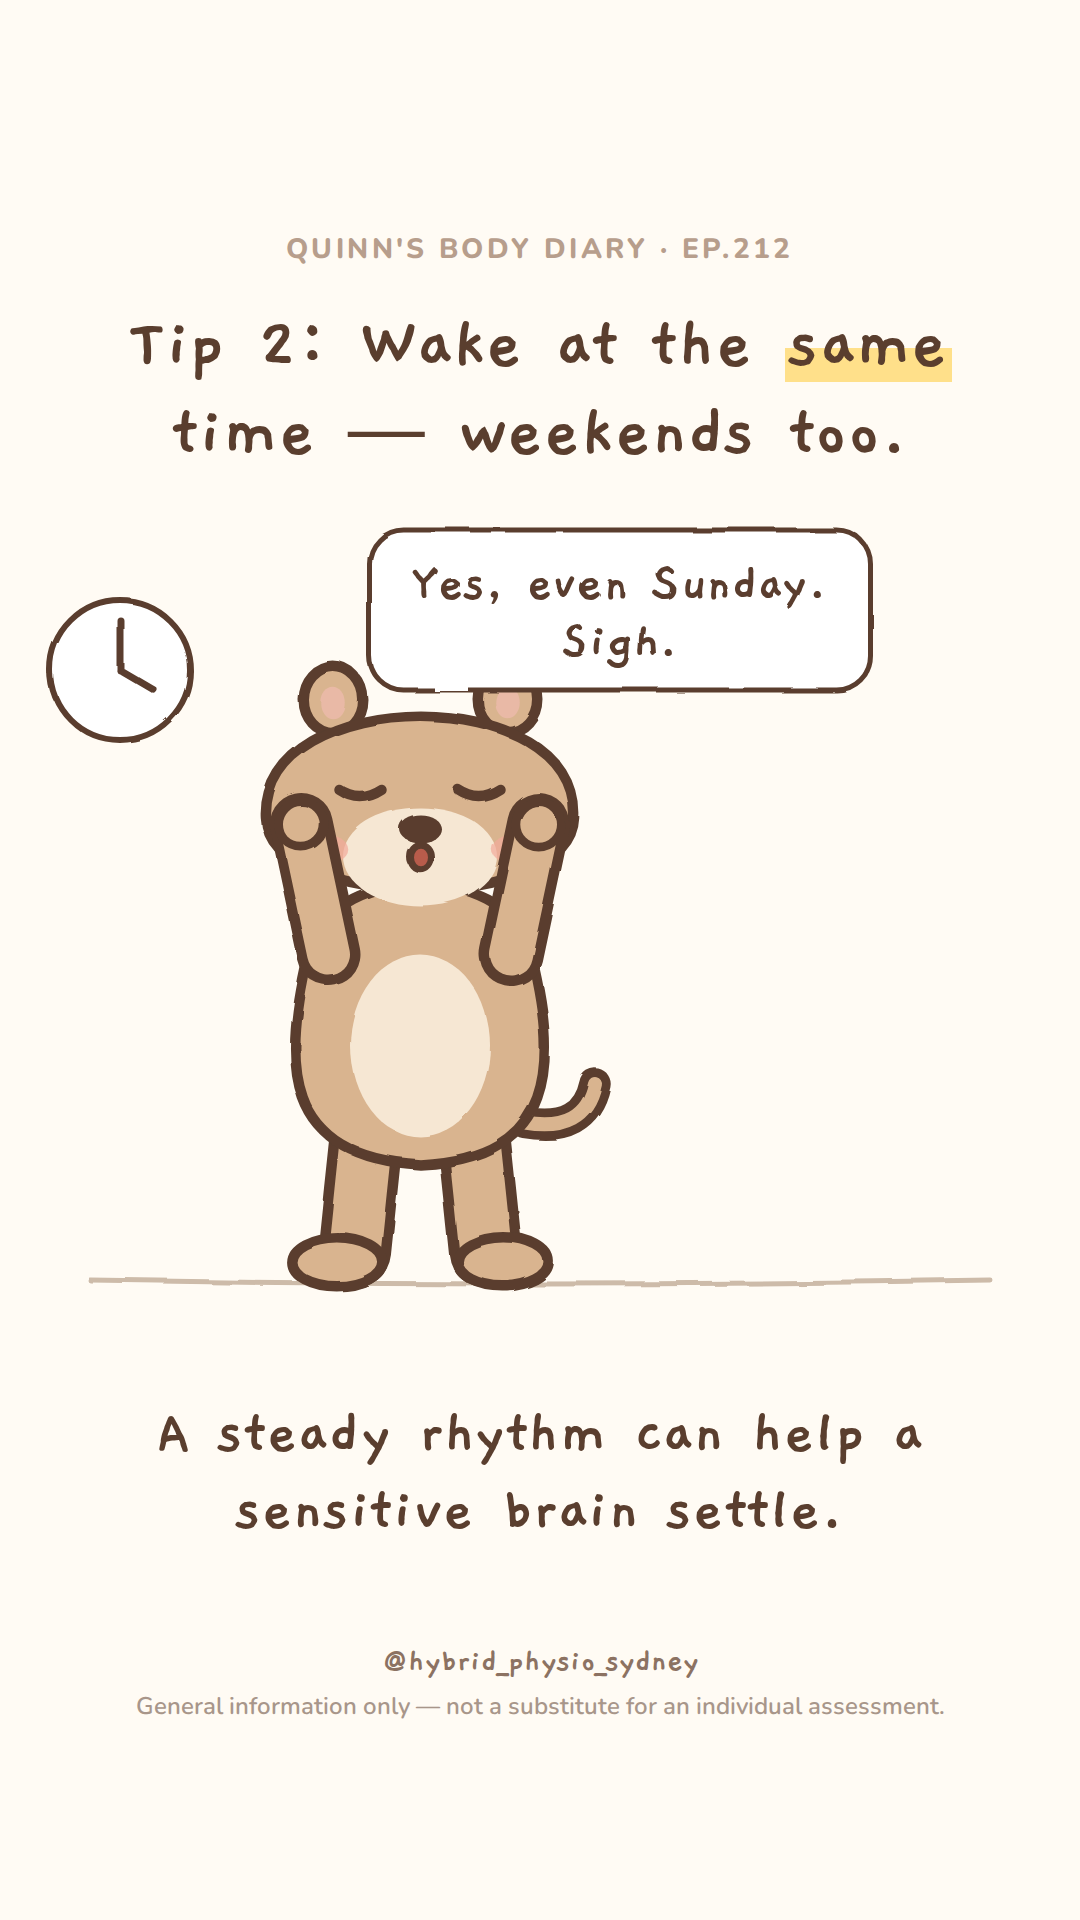 QUINN'S BODY DIARY · EP.212
Tip 2: Wake at the same
time — weekends too.
Yes, even Sunday.
Sigh.
A steady rhythm can help a
sensitive brain settle.
@hybrid_physio_sydney
General information only — not a substitute for an individual assessment.